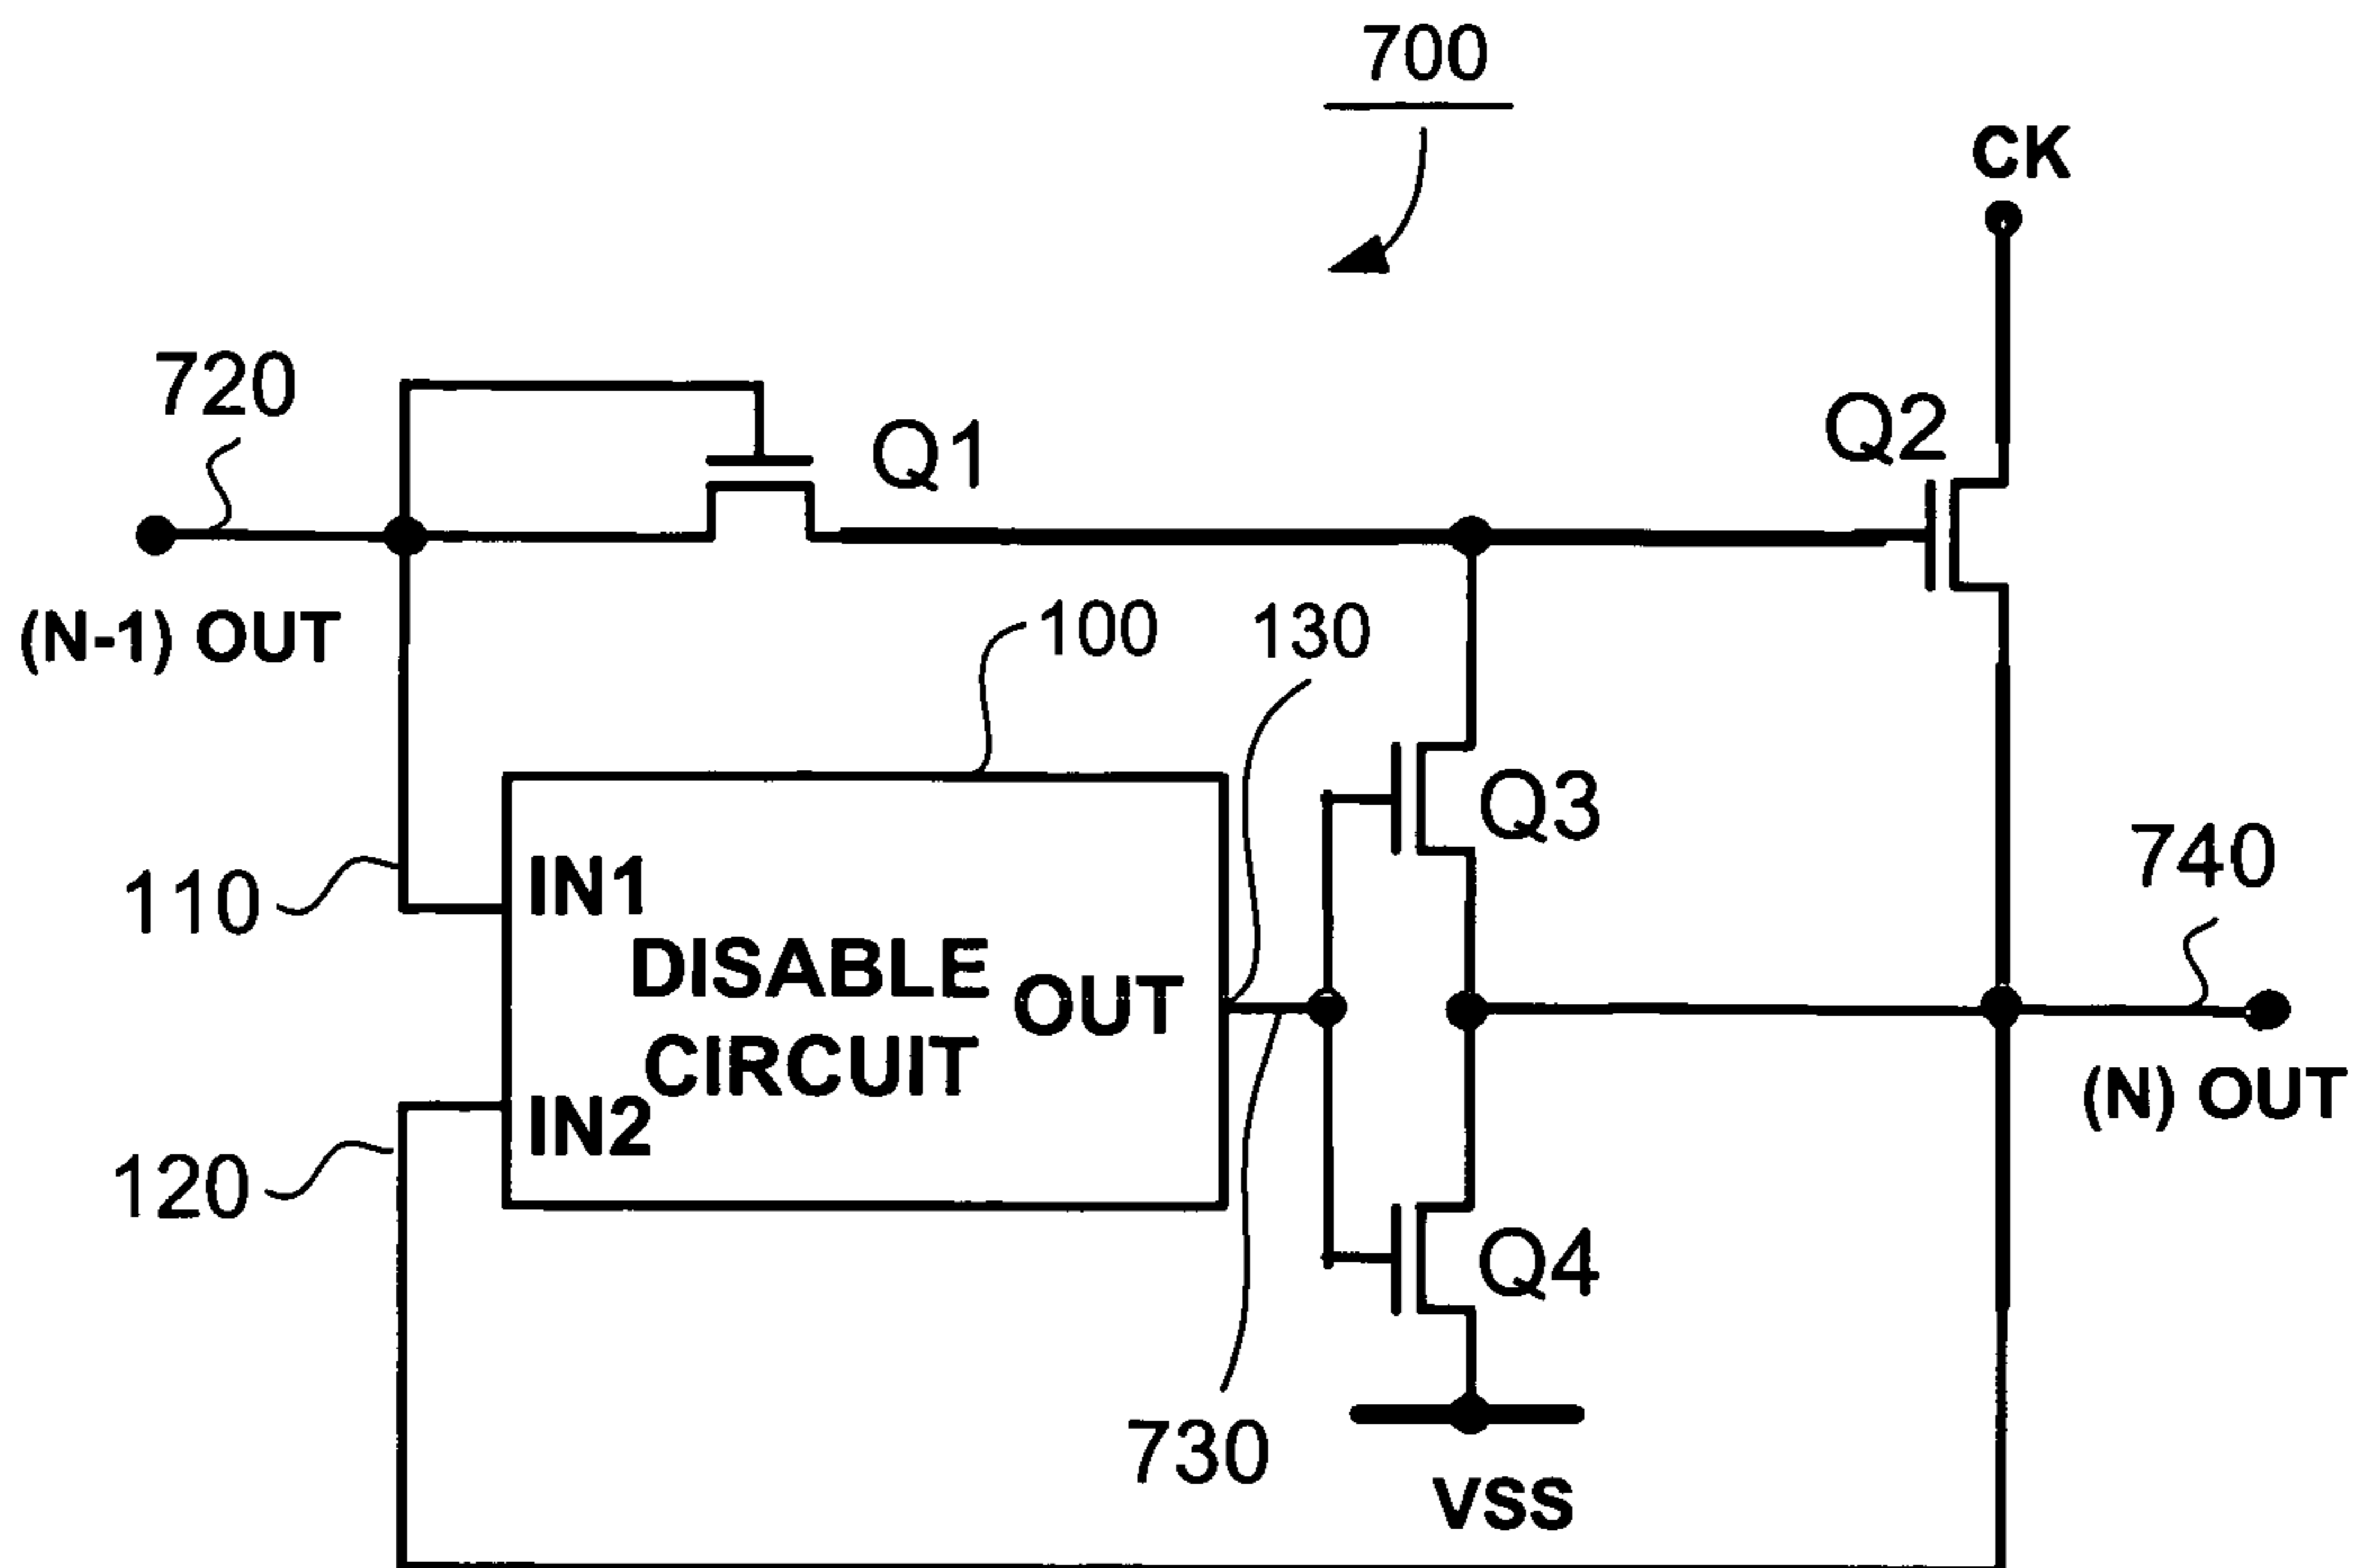 700
CK
720
Q1
Q2
(N-1) OUT
100
130
Q3
740
110
IN1
DISABLE
OUT
CIRCUIT
(N) OUT
IN2
120
Q4
730
VSS